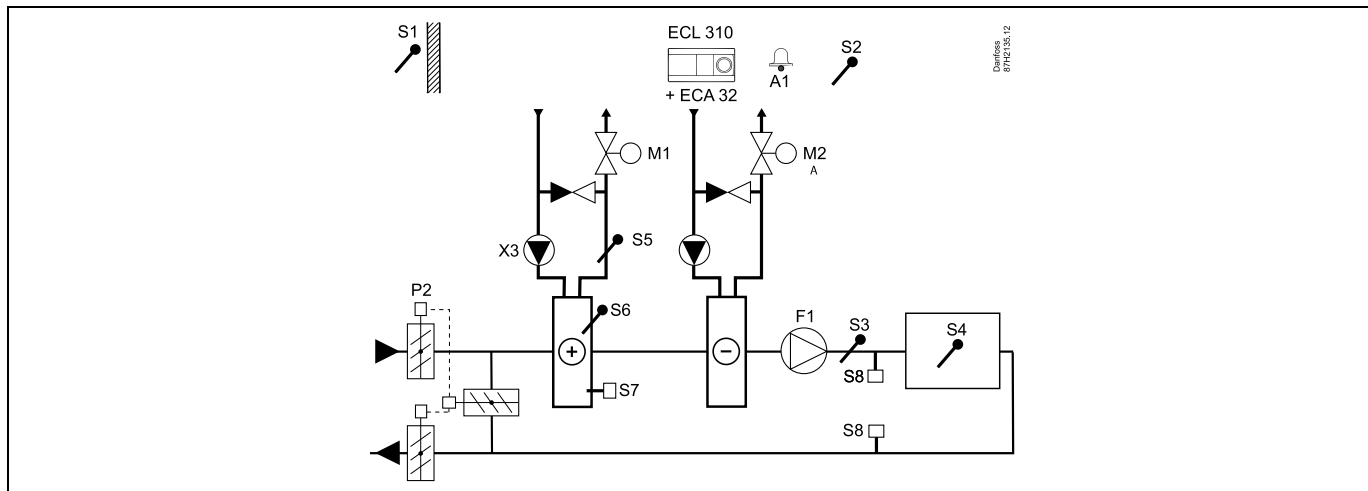 S1
ECL 310
+ ECA 32
A1
S2
Danfoss
87H2135.12
M1
M2
A
X3
S5
P2
S6
F1
S3
S4
+
−
S7
S8
S8